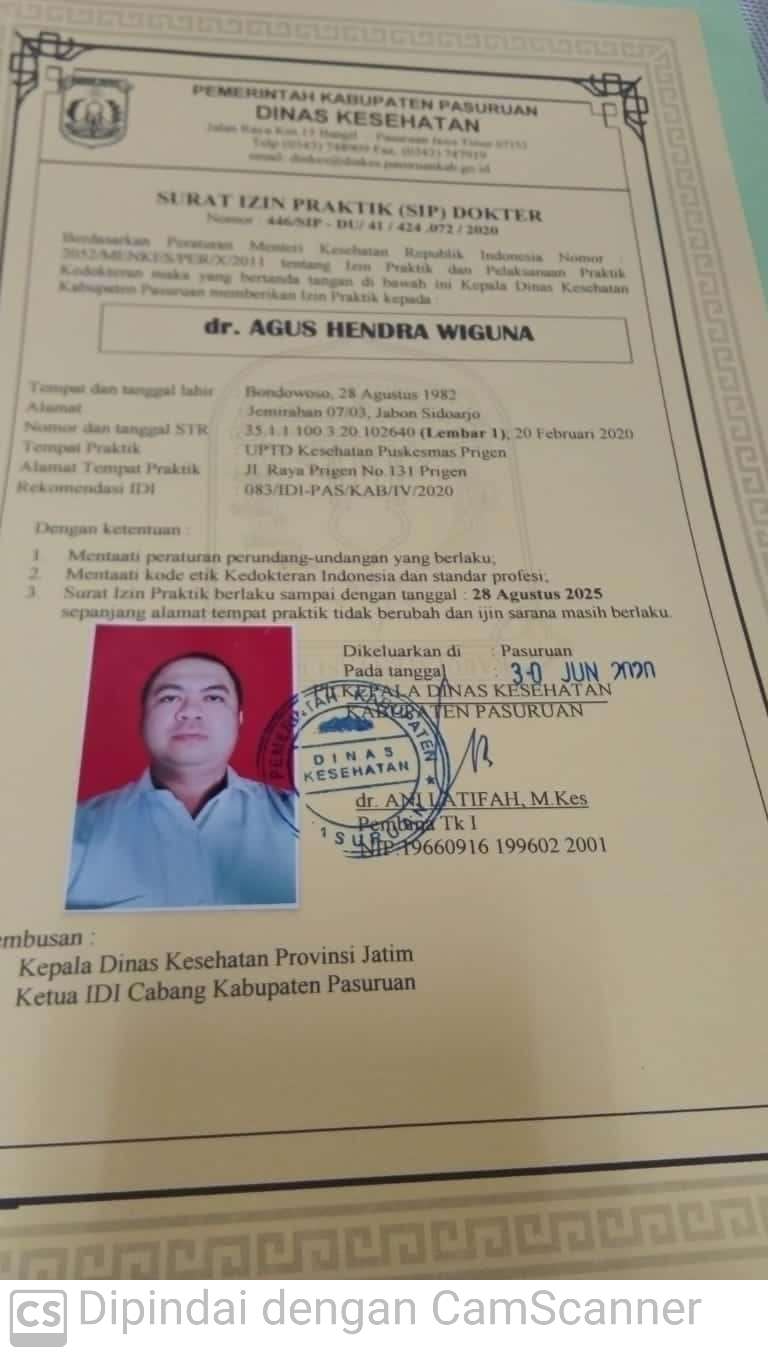 PEMERINTAH KABUPATEN PASURUAN
DINAS KESEHATAN
Jalan Raya Km.15 Bangil Pasuruan Jawa Timur 67153
Telp (0343) 748909 Fax. (0343) 747919
SURAT IZIN PRAKTIK (SIP) DOKTER
Nomor : 446/SIP - DU/ 41 / 424 .072 / 2020
Berdasarkan Peraturan Menteri Kesehatan Republik Indonesia Nomor :
2052/MENKES/PER/X/2011 tentang Izin Praktik dan Pelaksanaan Praktik
Kedokteran maka yang bertanda tangan di bawah ini Kepala Dinas Kesehatan
Kabupaten Pasuruan memberikan Izin Praktik kepada :
dr. AGUS HENDRA WIGUNA
Tempat dan tanggal lahir : Bondowoso, 28 Agustus 1982
Alamat : Jemirahan 07/03, Jabon Sidoarjo
Nomor dan tanggal STR : 35.1.1.100.3.20.102640 (Lembar 1), 20 Februari 2020
Tempat Praktik : UPTD Kesehatan Puskesmas Prigen
Alamat Tempat Praktik : Jl. Raya Prigen No.131 Prigen
Rekomendasi IDI : 083/IDI-PAS/KAB/IV/2020
Dengan ketentuan :
1. Mentaati peraturan perundang-undangan yang berlaku;
2. Mentaati kode etik Kedokteran Indonesia dan standar profesi;
3. Surat Izin Praktik berlaku sampai dengan tanggal : 28 Agustus 2025
sepanjang alamat tempat praktik tidak berubah dan ijin sarana masih berlaku.
Dikeluarkan di : Pasuruan
Pada tanggal : 30 JUN 2020
KEPALA DINAS KESEHATAN
KABUPATEN PASURUAN
PEMERINTAH KABUPATEN
DINAS
KESEHATAN
PASURUAN
dr. ANI LATIFAH, M.Kes
Pembina Tk I
NIP.19660916 199602 2001
embusan :
Kepala Dinas Kesehatan Provinsi Jatim
Ketua IDI Cabang Kabupaten Pasuruan
CS Dipindai dengan CamScanner